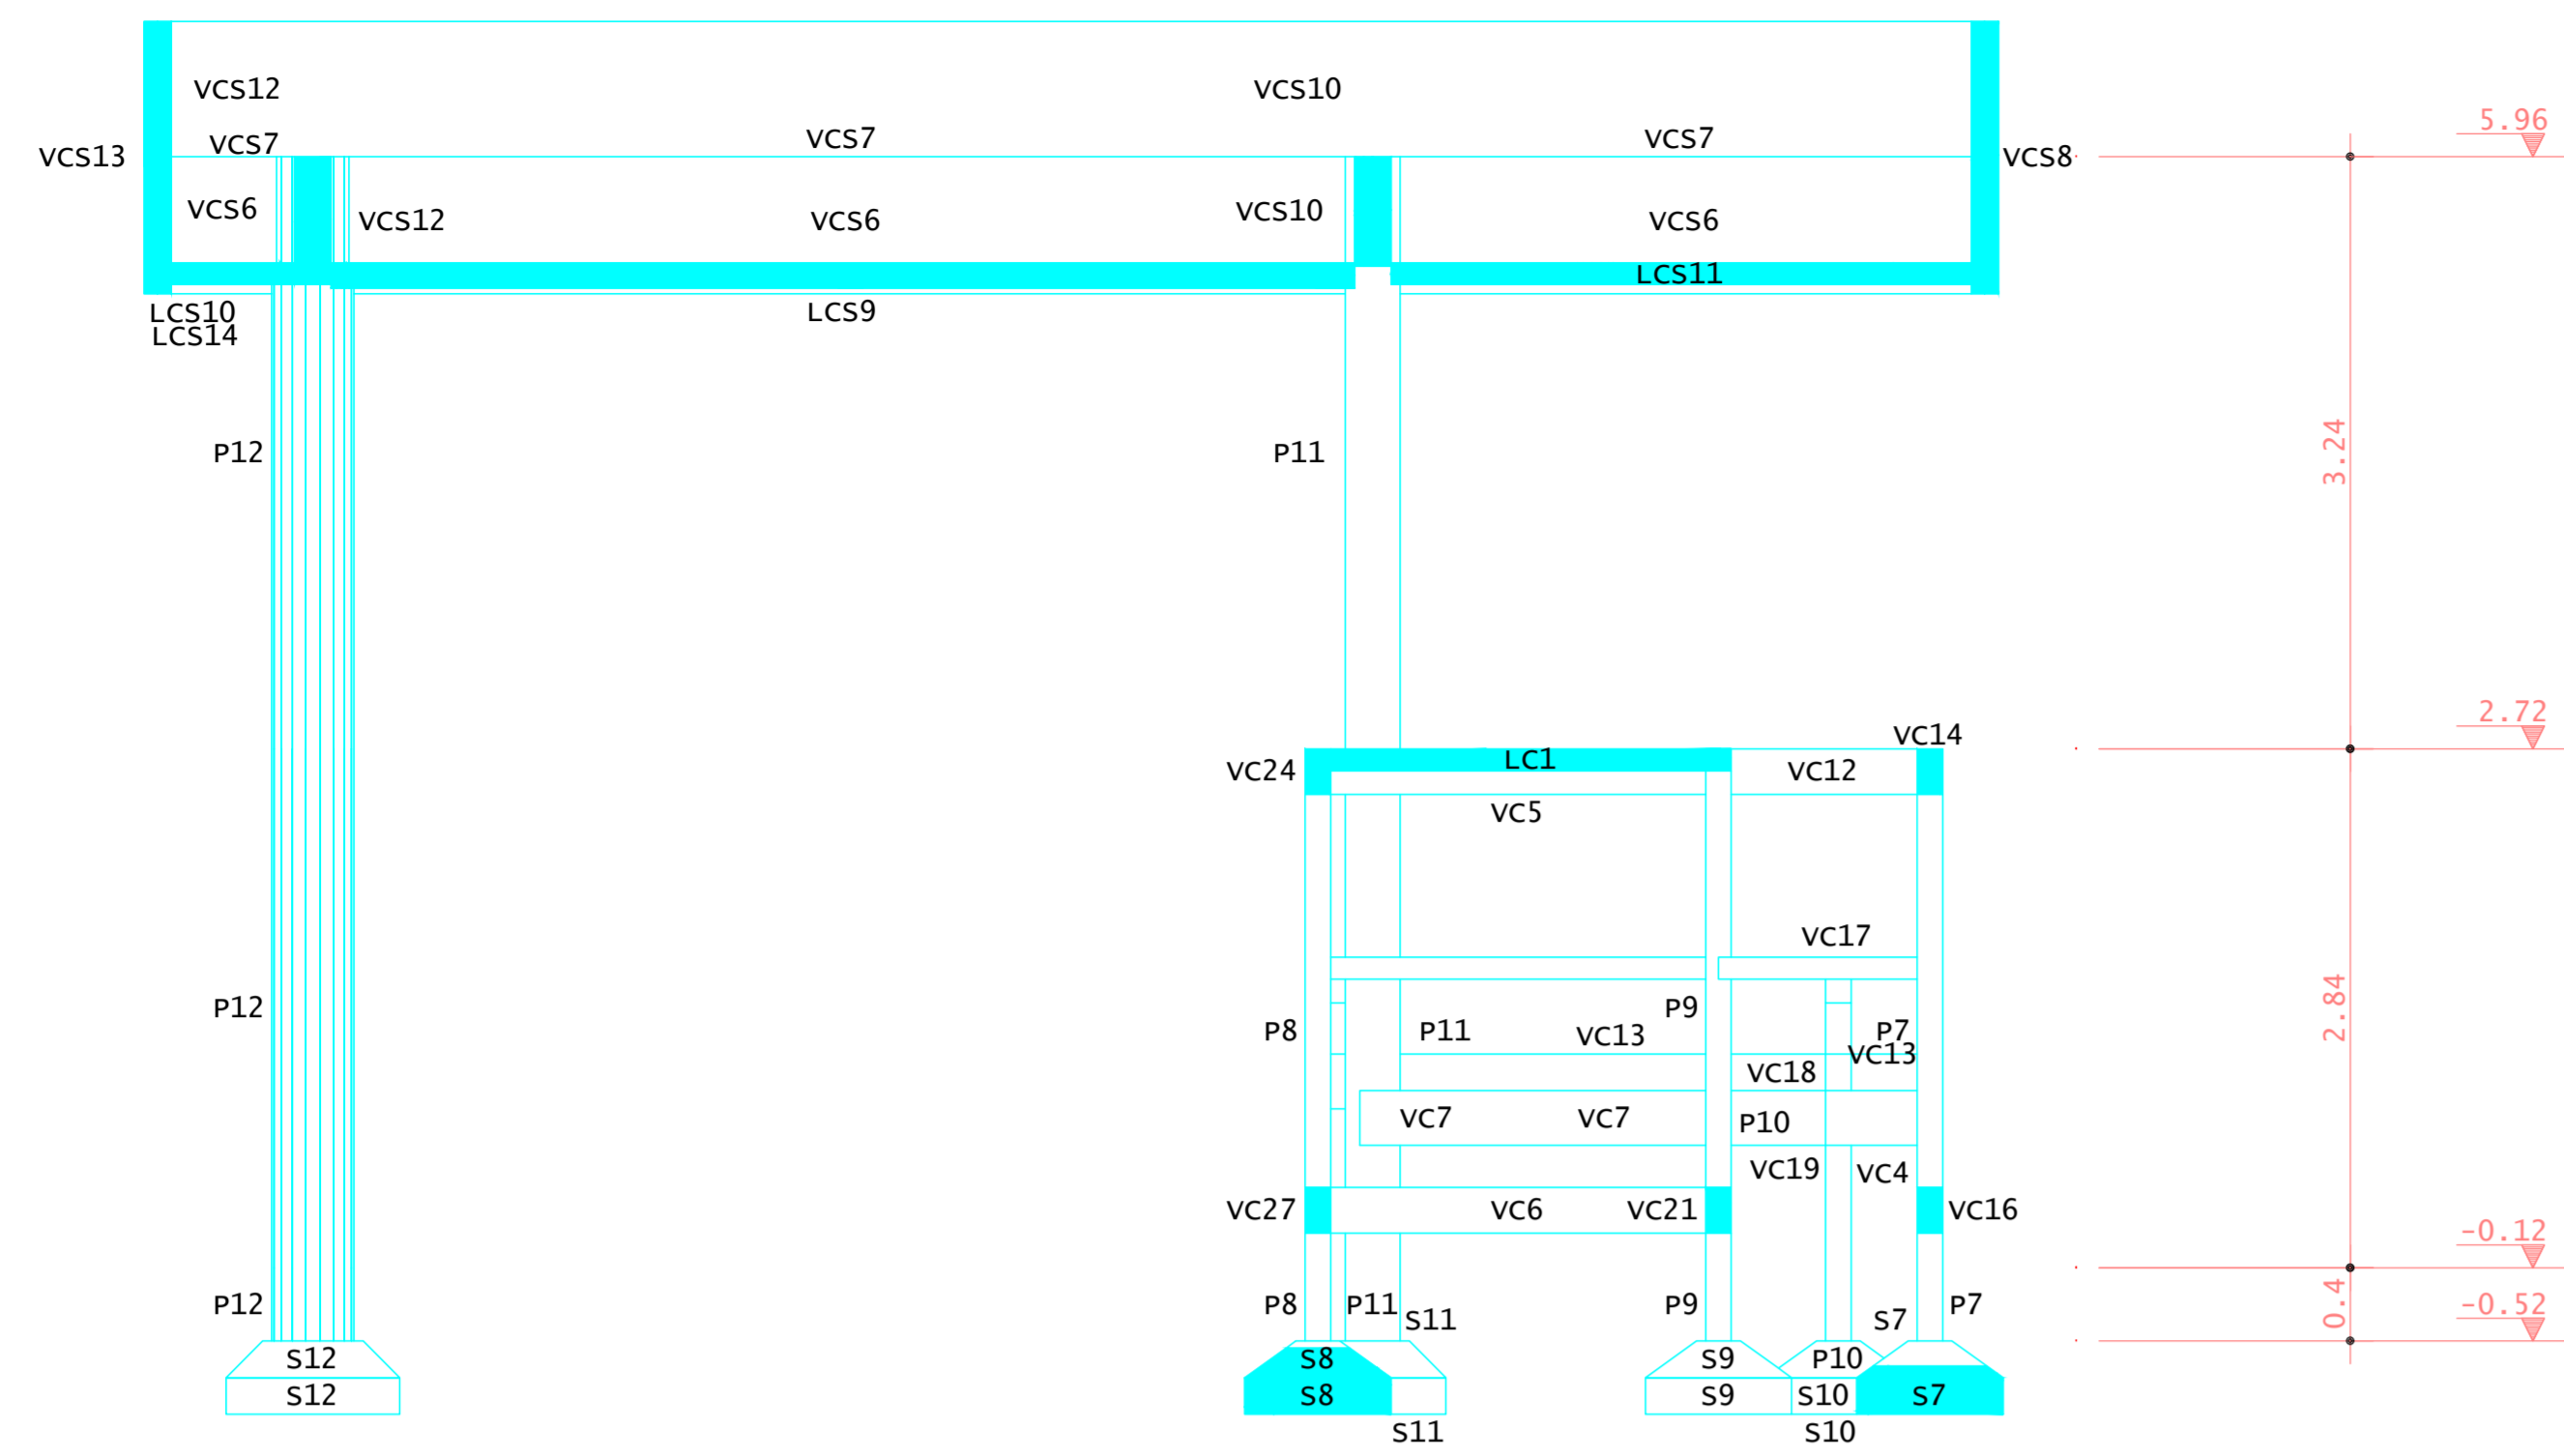 VCS12 VCS10
5.96
VCS7 VCS7 VCS7
VCS13 VCS8
VCS6 VCS12 VCS6 VCS10 VCS6
LCS11
LCS10 LCS9
LCS14
P12 P11 3.24
2.72
VC14
VC24 LC1 VC12
VC5
VC17
P12 P9 2.84
P8 P11 VC13 P7
VC13
VC18
VC7 VC7 P10
VC19 VC4
VC27 VC6 VC21 VC16
-0.12
P12 P8 P11 P9 P7 0.4 -0.52
S11 S7
S12 S8 S9 P10
S12 S8 S9 S10 S7
S11 S10